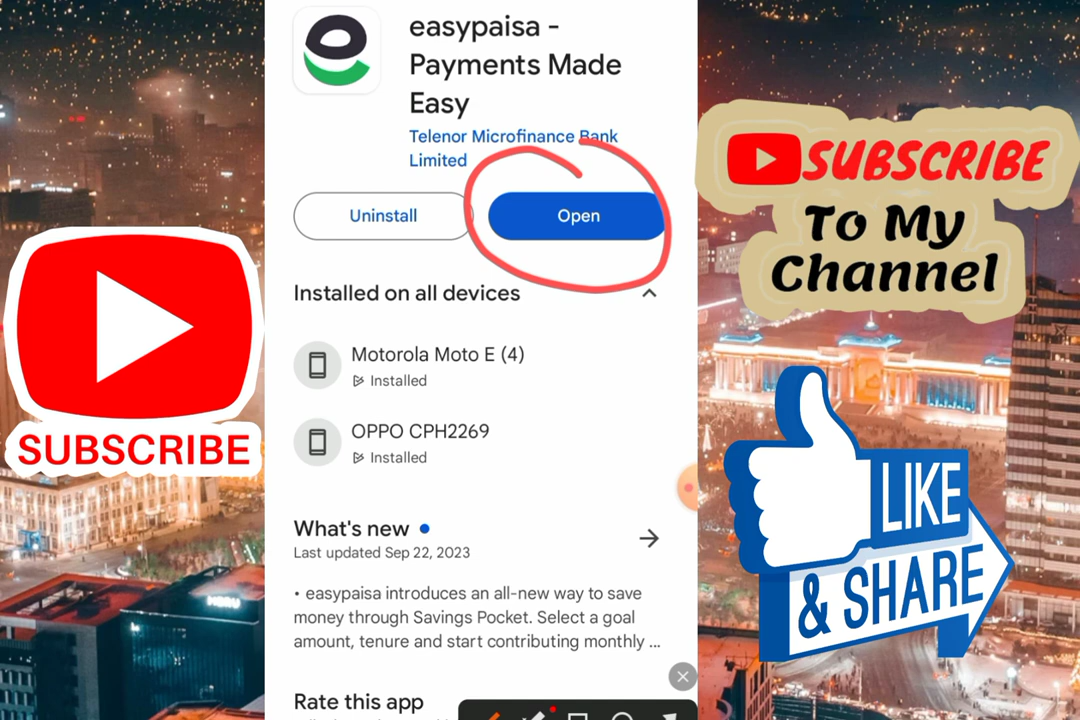 easypaisa -
Payments Made
Easy
Telenor Microfinance Bank
Limited
Uninstall
Open
Installed on all devices
Motorola Moto E (4)
Installed
OPPO CPH2269
Installed
What's new
Last updated Sep 22, 2023
• easypaisa introduces an all-new way to save
money through Savings Pocket. Select a goal
amount, tenure and start contributing monthly ...
Rate this app
SUBSCRIBE
SUBSCRIBE
To My
Channel
LIKE
& SHARE